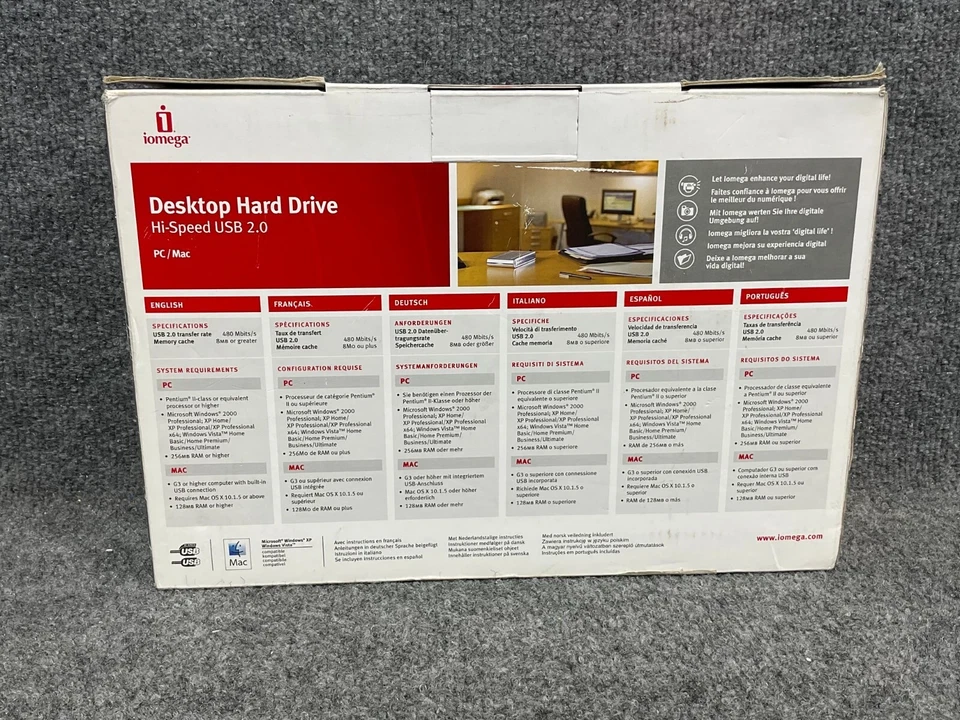 iomega
Desktop Hard Drive
Hi-Speed USB 2.0
PC / Mac
Let Iomega enhance your digital life!
Faites confiance à Iomega pour vous offrir
le meilleur du numérique !
Mit Iomega werten Sie Ihre digitale
Umgebung auf!
Iomega migliora la vostra 'digital life' !
Iomega mejora su experiencia digital
Deixe a Iomega melhorar a sua
vida digital!
ENGLISH
SPECIFICATIONS
USB 2.0 transfer rate 480 Mbits/s
Memory cache 8MB or greater
SYSTEM REQUIREMENTS
PC
• Pentium® II-class or equivalent
processor or higher
• Microsoft Windows® 2000
Professional; XP Home/
XP Professional/XP Professional
x64; Windows Vista™ Home
Basic/Home Premium/
Business/Ultimate
• 256MB RAM or higher
MAC
• G3 or higher computer with built-in
USB connection
• Requires Mac OS X 10.1.5 or above
• 128MB RAM or higher
FRANÇAIS
SPÉCIFICATIONS
Taux de transfert
USB 2.0 480 Mbits/s
Mémoire cache 8Mo ou plus
CONFIGURATION REQUISE
PC
• Processeur de catégorie Pentium®
II ou supérieure
• Microsoft Windows® 2000
Professional; XP Home/
XP Professional/XP Professional
x64; Windows Vista™ Home
Basic/Home Premium/
Business/Ultimate
• 256Mo de RAM ou plus
MAC
• G3 ou supérieur avec connexion
USB intégrée
• Requiert Mac OS X 10.1.5 ou
supérieur
• 128Mo de RAM ou plus
DEUTSCH
ANFORDERUNGEN
USB 2.0 Dateiüber-
tragungsrate 480 Mbits/s
Speichercache 8MB oder größer
SYSTEMANFORDERUNGEN
PC
• Sie benötigen einen Prozessor der
Pentium® II-Klasse oder höher
• Microsoft Windows® 2000
Professional; XP Home/
XP Professional/XP Professional
x64; Windows Vista™ Home
Basic/Home Premium/
Business/Ultimate
• 256MB RAM oder mehr
MAC
• G3 oder höher mit integriertem
USB-Anschluss
• Mac OS X 10.1.5 oder höher
erforderlich
• 128MB RAM oder mehr
ITALIANO
SPECIFICHE
Velocità di trasferimento
USB 2.0 480 Mbits/s
Cache memoria 8MB o superiore
REQUISITI DI SISTEMA
PC
• Processore di classe Pentium® II
equivalente o superiore
• Microsoft Windows® 2000
Professional; XP Home/
XP Professional/XP Professional
x64; Windows Vista™ Home
Basic/Home Premium/
Business/Ultimate
• 256MB RAM o superiore
MAC
• G3 o superiore con connessione
USB incorporata
• Richiede Mac OS X 10.1.5 o
superiore
• 128MB RAM o superiore
ESPAÑOL
ESPECIFICACIONES
Velocidad de transferencia
USB 2.0 480 Mbits/s
Memoria caché 8MB o superior
REQUISITOS DEL SISTEMA
PC
• Procesador equivalente a la clase
Pentium® II o superior
• Microsoft Windows® 2000
Professional; XP Home/
XP Professional/XP Professional
x64; Windows Vista™ Home
Basic/Home Premium/
Business/Ultimate
• RAM de 256MB o más
MAC
• G3 o superior con conexión USB
incorporada
• Requiere Mac OS X 10.1.5 o
superior
• RAM de 128MB o más
PORTUGUÊS
ESPECIFICAÇÕES
Taxas de transferência
USB 2.0 480 Mbits/s
Memória cache 8MB ou superior
REQUISITOS DO SISTEMA
PC
• Processador de classe equivalente
a Pentium® II ou superior
• Microsoft Windows® 2000
Professional; XP Home/
XP Professional/XP Professional
x64; Windows Vista™ Home
Basic/Home Premium/
Business/Ultimate
• 256MB RAM ou superior
MAC
• Computador G3 ou superior com
conexão interna USB
• Requer Mac OS X 10.1.5 ou
superior
• 128MB RAM ou superior
USB
USB
Mac
Microsoft® Windows® XP
Windows Vista™
compatible
kompatibel
compatibile
compatible
compatível
Avec instructions en français
Anleitungen in deutscher Sprache beigefügt
Istruzioni in italiano
Se incluyen instrucciones en español
Met Nederlandstalige instructies
Instruktioner medfølger på dansk
Mukana suomenkieliset ohjeet
Innehåller instruktioner på svenska
Med norsk veiledning inkludert
Zawiera instrukcję w języku polskim
A magyar nyelvű változatban szereplő útmutatások
Instruções em português incluídas
www.iomega.com